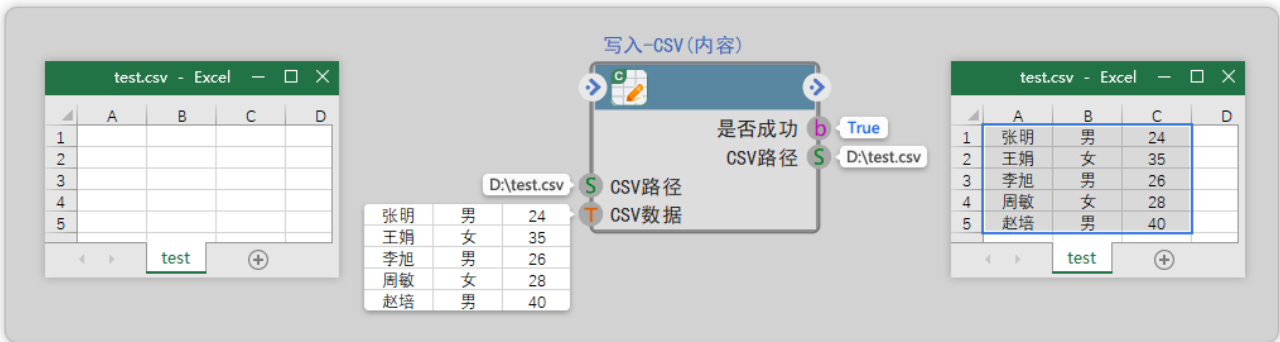 写入-CSV(内容)
test.csv - Excel
A B C D
1
2
3
4
5
test
C
是否成功 b True
CSV路径 S D:\test.csv
D:\test.csv S CSV路径
T CSV数据
张明 男 24
王娟 女 35
李旭 男 26
周敏 女 28
赵培 男 40
test.csv - Excel
A B C D
1 张明 男 24
2 王娟 女 35
3 李旭 男 26
4 周敏 女 28
5 赵培 男 40
test